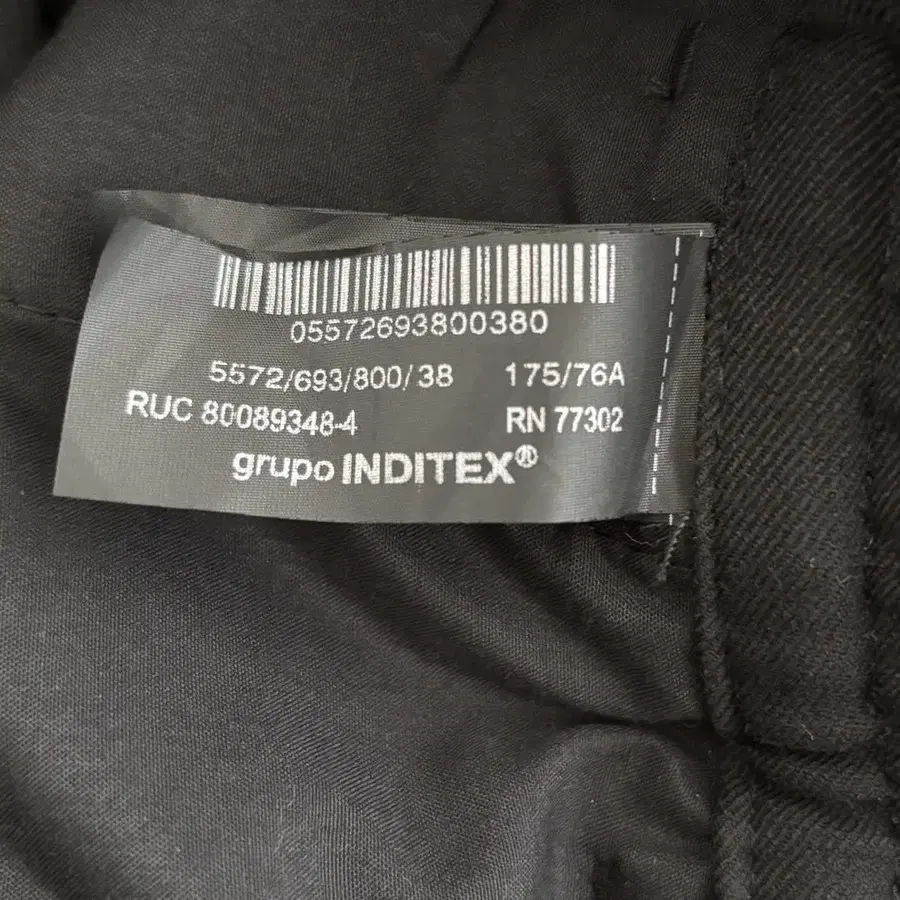 05572693800380
5572/693/800/38 175/76A
RUC 80089348-4 RN 77302
grupo INDITEX®